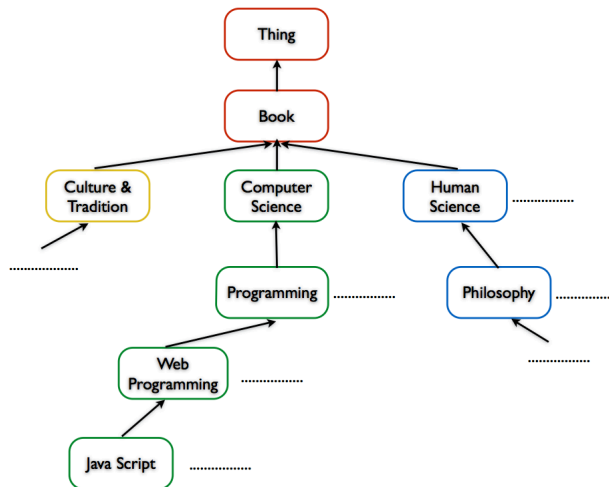 Thing
Book
Culture &
Tradition
Computer
Science
Human
Science
Programming
Philosophy
Web
Programming
Java Script